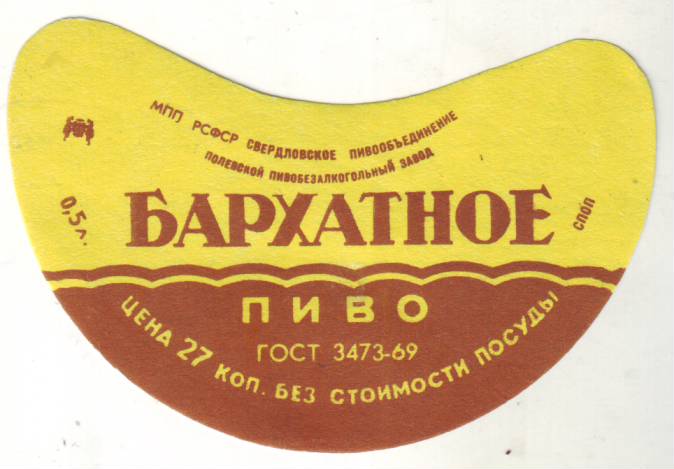 МПП РСФСР СВЕРДЛОВСКОЕ ПИВООБЪЕДИНЕНИЕ
ПОЛЕВСКОЙ ПИВОБЕЗАЛКОГОЛЬНЫЙ ЗАВОД
0,5 л.
БАРХАТНОЕ
СПОП
ПИВО
ГОСТ 3473-69
ЦЕНА 27 КОП. БЕЗ СТОИМОСТИ ПОСУДЫ